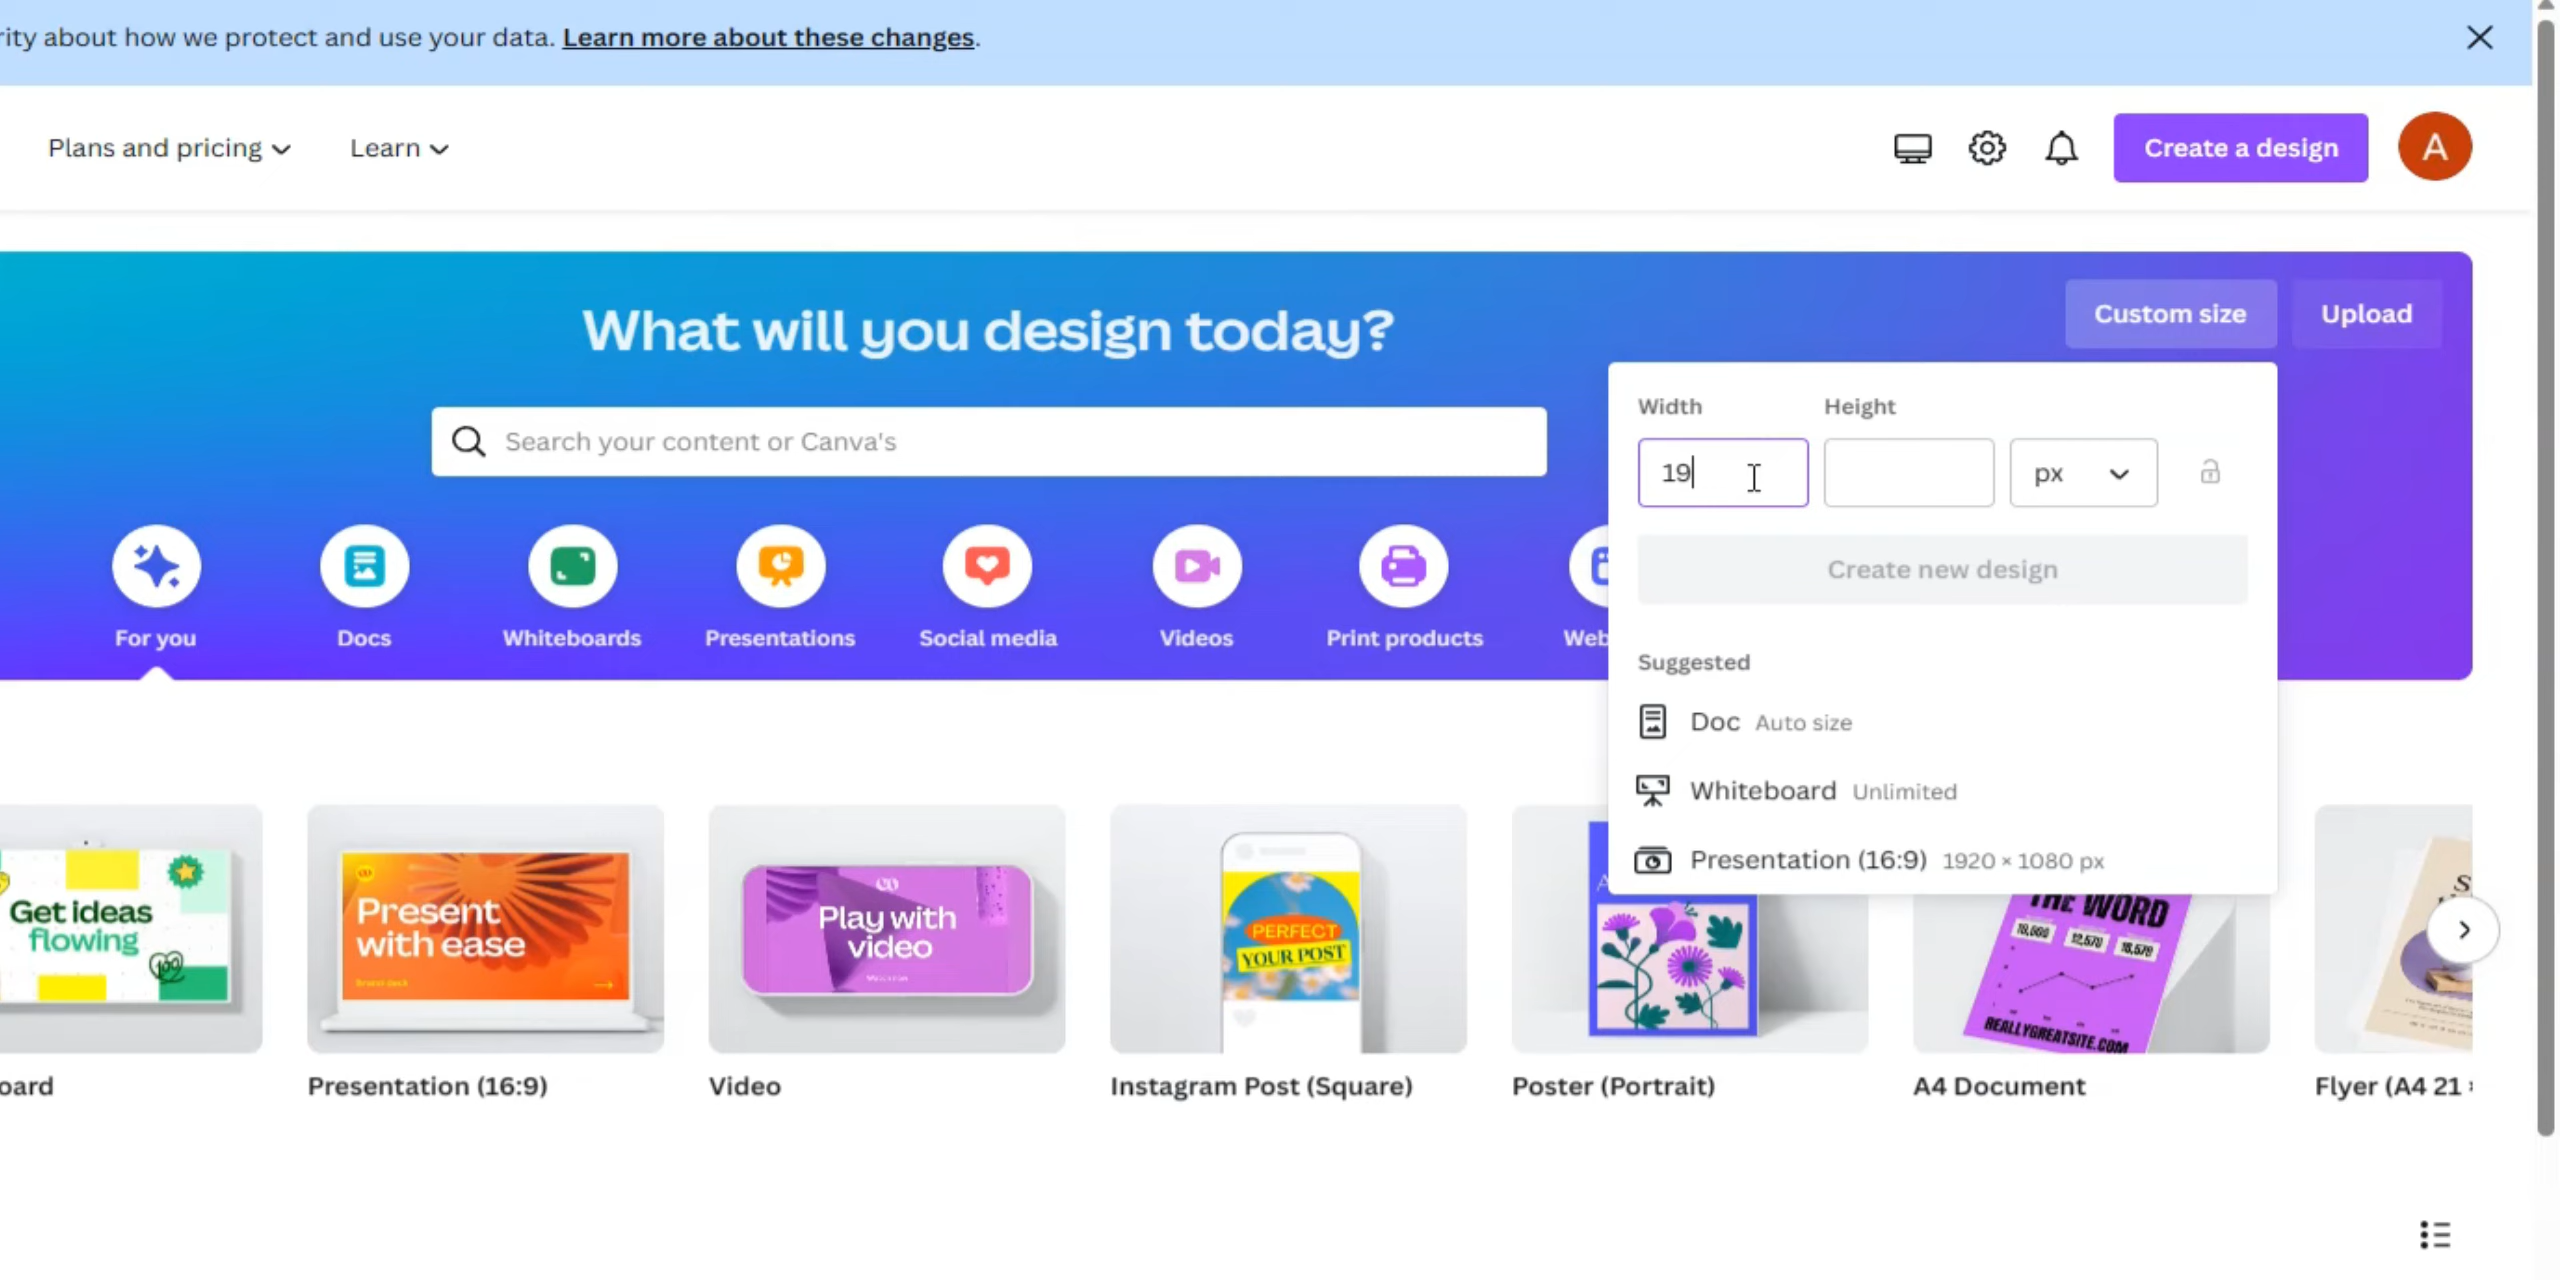 rity about how we protect and use your data. Learn more about these changes.
Plans and pricing
Learn
Create a design
A
What will you design today?
Custom size
Upload
Search your content or Canva's
Width
Height
19
px
Create new design
For you
Docs
Whiteboards
Presentations
Social media
Videos
Print products
Web
Suggested
Doc Auto size
Whiteboard Unlimited
Presentation (16:9) 1920 × 1080 px
Get ideas
flowing
100
Present
with ease
Play with
video
PERFECT
YOUR POST
THE WORD
REALLYGREATSITE.COM
oard
Presentation (16:9)
Video
Instagram Post (Square)
Poster (Portrait)
A4 Document
Flyer (A4 21